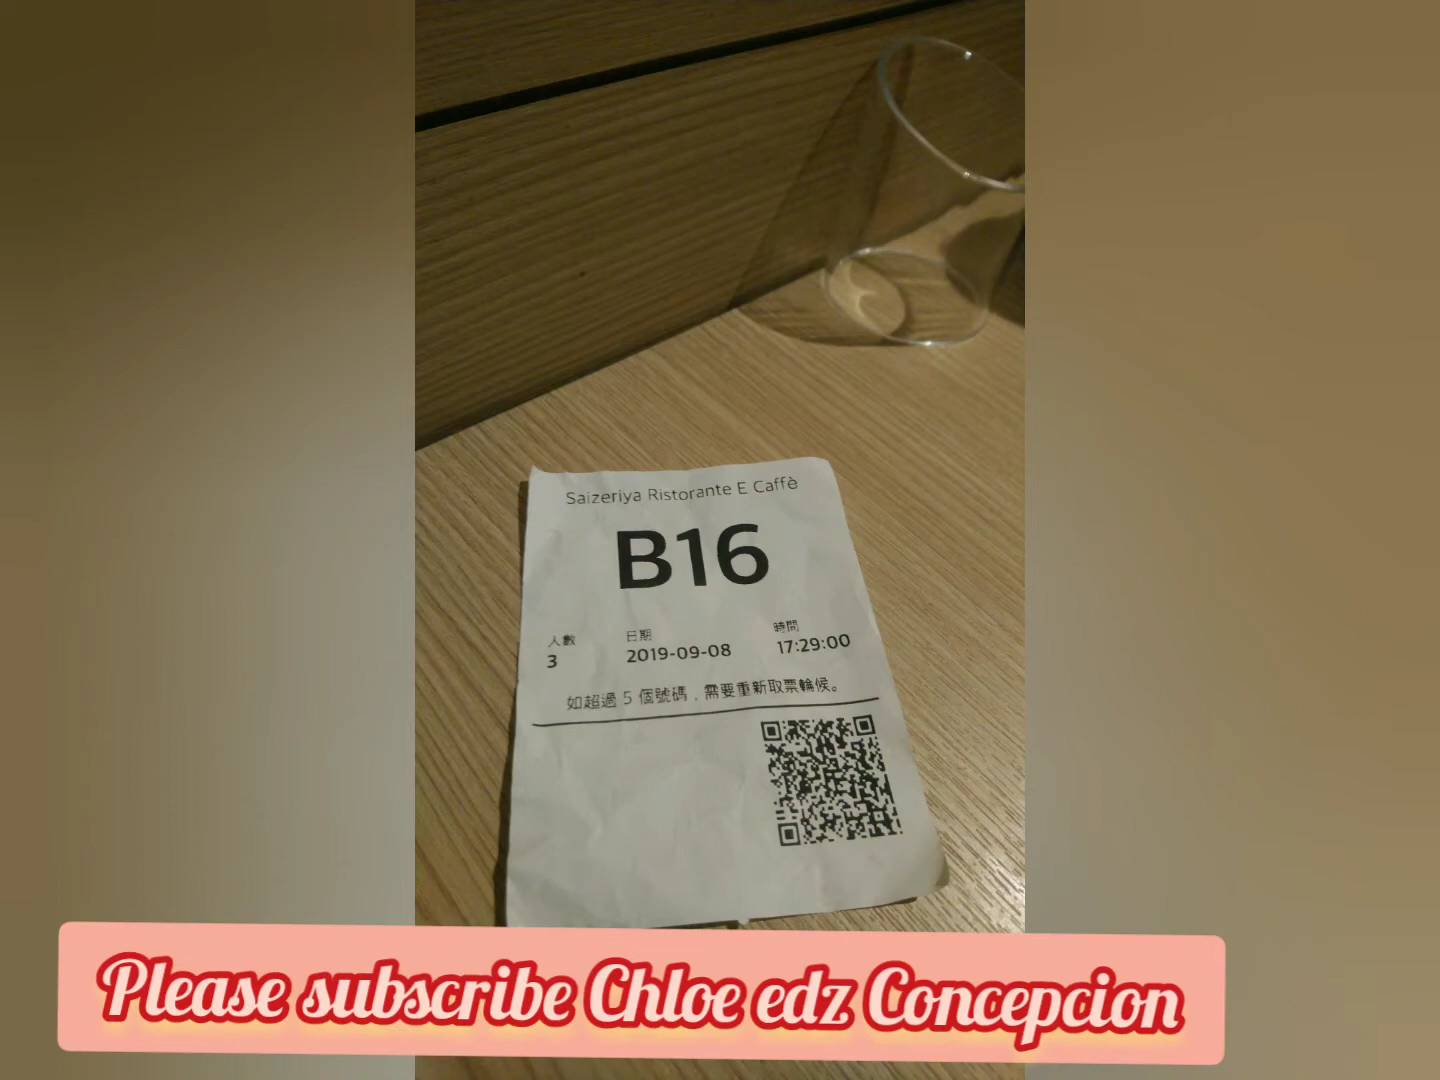 Saizeriya Ristorante E Caffè
B16
人數 日期 時間
3 2019-09-08 17:29:00
如超過 5 個號碼，需要重新取票輪候。
Please subscribe Chloe edz Concepcion